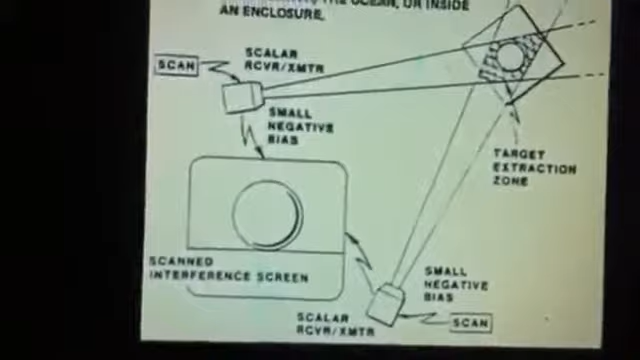 THE OCEAN, OR INSIDE
AN ENCLOSURE.
SCALAR
RCVR/XMTR
SCAN
SMALL
NEGATIVE
BIAS
TARGET
EXTRACTION
ZONE
SCANNED
INTERFERENCE SCREEN
SMALL
NEGATIVE
BIAS
SCALAR
RCVR/XMTR
SCAN